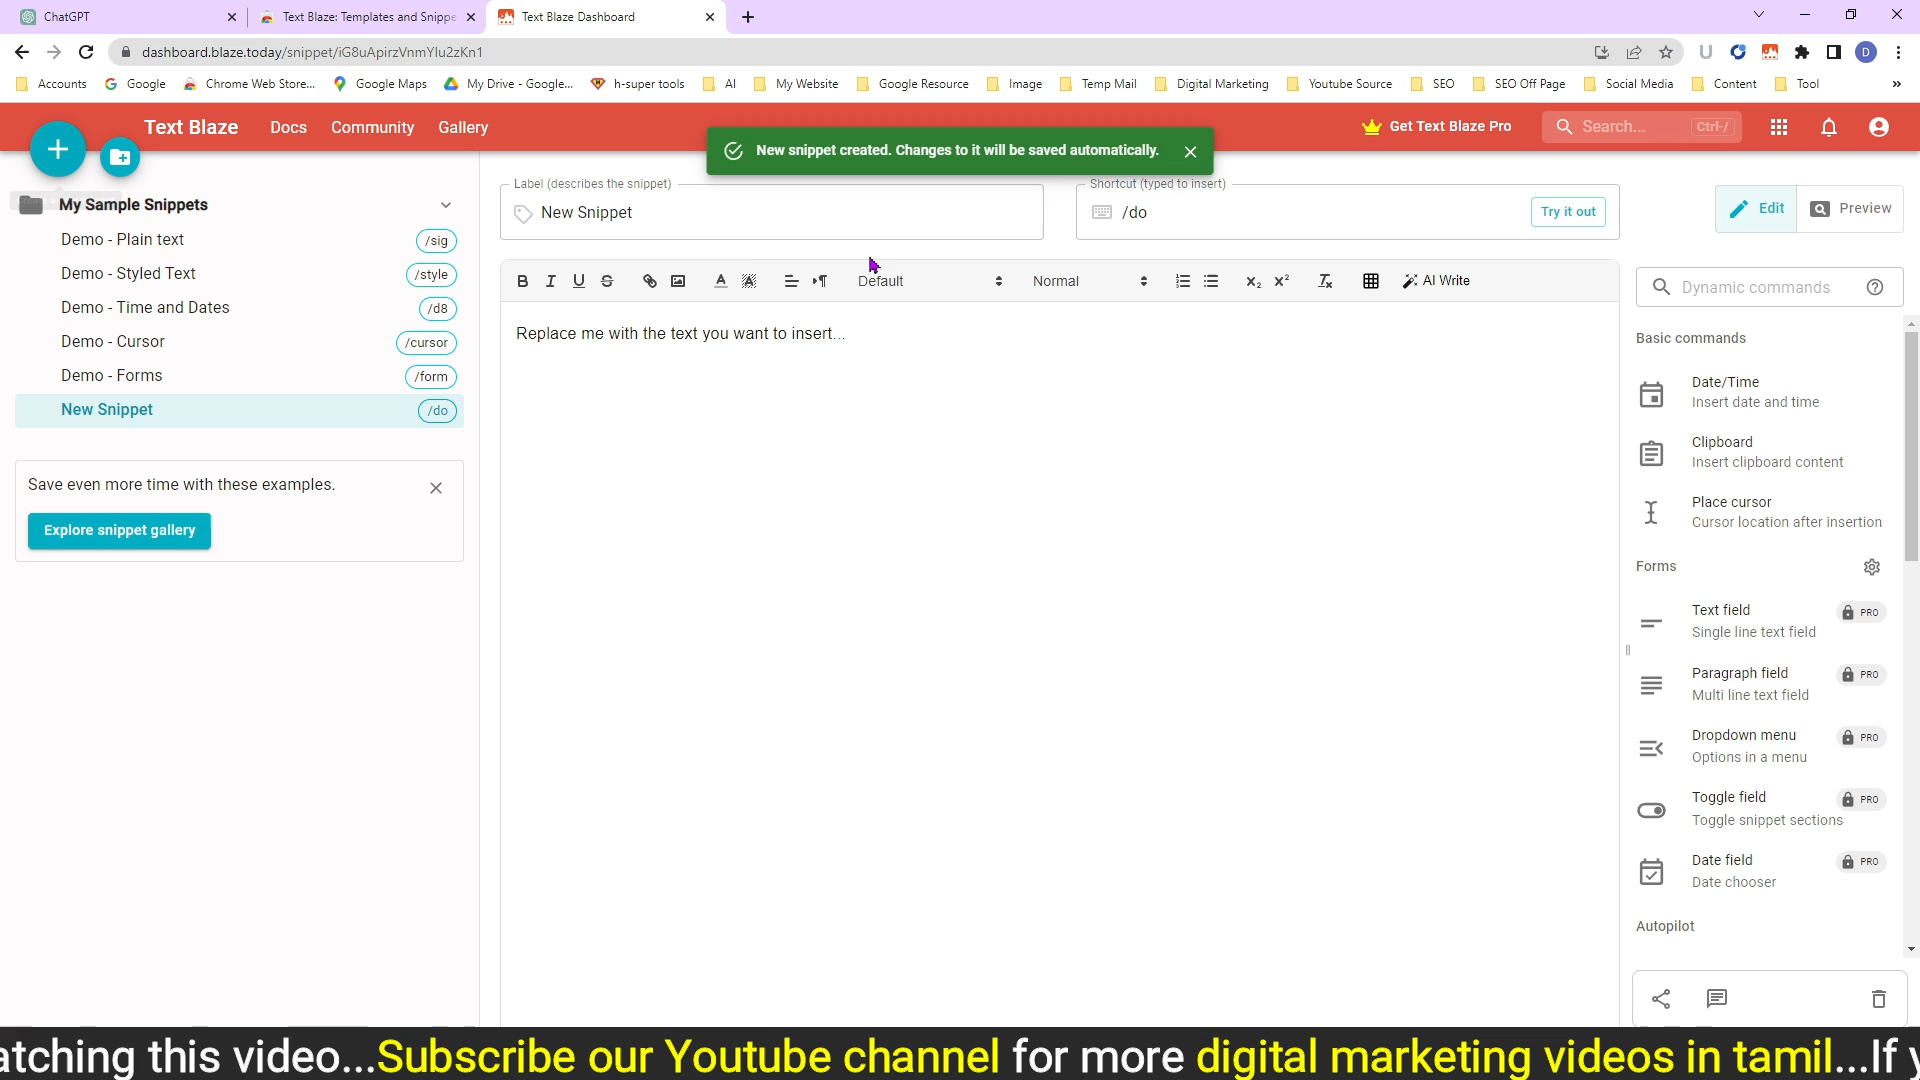 ChatGPT
Text Blaze: Templates and Snippe
Text Blaze Dashboard
dashboard.blaze.today/snippet/iG8uApirzVnmYlu2zKn1
D
Accounts
Google
Chrome Web Store...
Google Maps
My Drive - Google...
h-super tools
AI
My Website
Google Resource
Image
Temp Mail
Digital Marketing
Youtube Source
SEO
SEO Off Page
Social Media
Content
Tool
»
Text Blaze
Docs
Community
Gallery
Get Text Blaze Pro
Search...
Ctrl-/
New snippet created. Changes to it will be saved automatically.
My Sample Snippets
Demo - Plain text /sig
Demo - Styled Text /style
Demo - Time and Dates /d8
Demo - Cursor /cursor
Demo - Forms /form
New Snippet /do
Save even more time with these examples.
Explore snippet gallery
Label (describes the snippet)
New Snippet
Shortcut (typed to insert)
/do
Try it out
Edit
Preview
B I U S
Default
Normal
AI Write
Replace me with the text you want to insert...
Dynamic commands
Basic commands
Date/Time
Insert date and time
Clipboard
Insert clipboard content
Place cursor
Cursor location after insertion
Forms
Text field PRO
Single line text field
Paragraph field PRO
Multi line text field
Dropdown menu PRO
Options in a menu
Toggle field PRO
Toggle snippet sections
Date field PRO
Date chooser
Autopilot
atching this video...Subscribe our Youtube channel for more digital marketing videos in tamil...If y